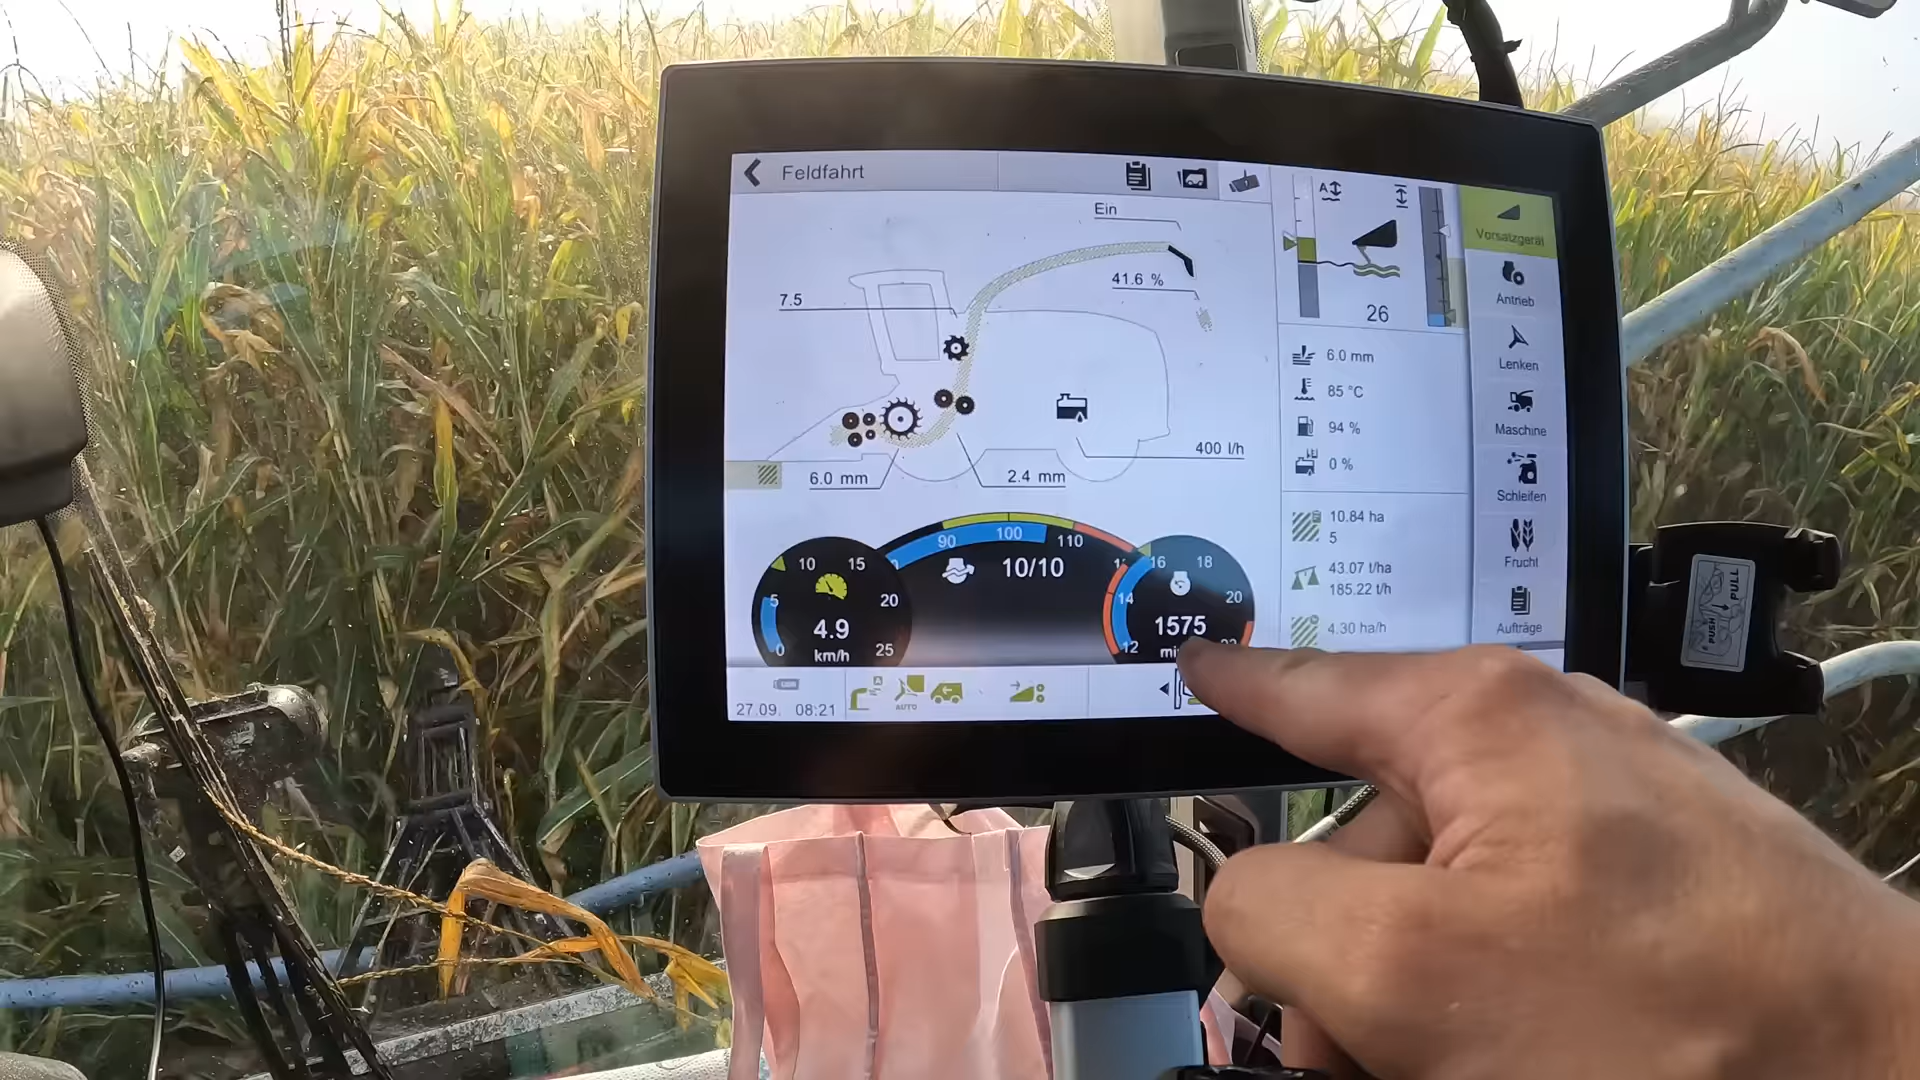 Feldfahrt
Ein
7.5
41.6 %
6.0 mm
2.4 mm
400 l/h
A
26
6.0 mm
85 °C
94 %
0 %
10.84 ha
5
43.07 t/ha
185.22 t/h
4.30 ha/h
Vorsatzgerät
Antrieb
Lenken
Maschine
Schleifen
Frucht
Aufträge
0
5
10
15
20
25
4.9
km/h
90
100
110
10/10
12
14
16
18
20
1575
27.09. 08:21
A
AUTO
PUSH
PULL